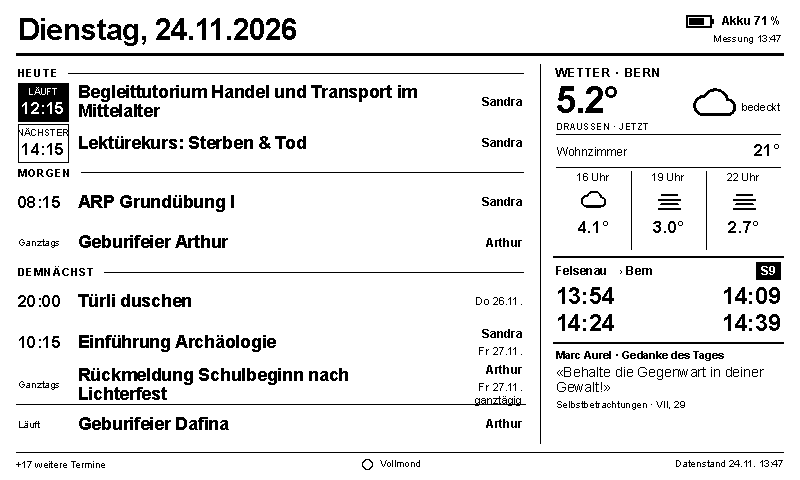 Dienstag, 24.11.2026
Akku 71 %
Messung 13:47
HEUTE
LÄUFT
12:15
Begleittutorium Handel und Transport im
Mittelalter
Sandra
NÄCHSTER
14:15
Lektürekurs: Sterben & Tod
Sandra
MORGEN
08:15
ARP Grundübung I
Sandra
Ganztags
Geburifeier Arthur
Arthur
DEMNÄCHST
20:00
Türli duschen
Do 26.11.
10:15
Einführung Archäologie
Sandra
Fr 27.11.
Ganztags
Rückmeldung Schulbeginn nach
Lichterfest
Arthur
Fr 27.11.
ganztägig
Läuft
Geburifeier Dafina
Arthur
WETTER · BERN
5.2°
bedeckt
DRAUSSEN · JETZT
Wohnzimmer 21°
16 Uhr 19 Uhr 22 Uhr
4.1° 3.0° 2.7°
Felsenau › Bern S9
13:54 14:09
14:24 14:39
Marc Aurel · Gedanke des Tages
«Behalte die Gegenwart in deiner
Gewalt!»
Selbstbetrachtungen · VII, 29
+17 weitere Termine
Vollmond
Datenstand 24.11. 13:47